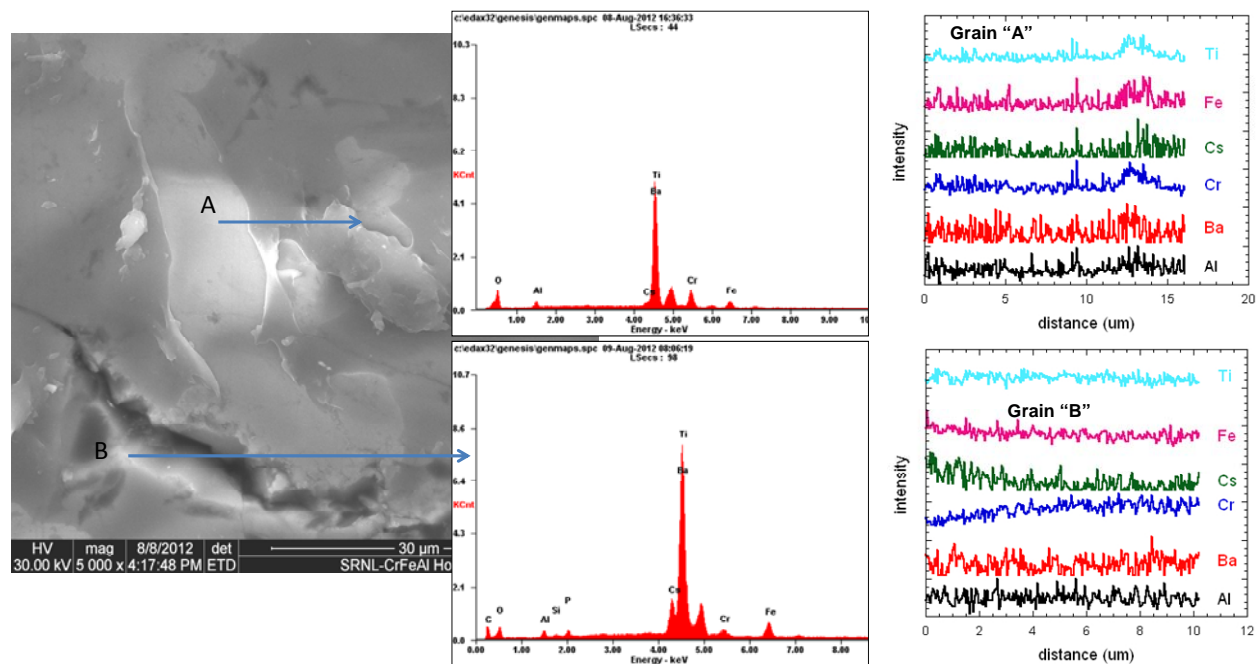 A
B
HV mag 8/8/2012 det 30 µm
30.00 kV 5 000 x 4:17:48 PM ETD SRNL-CrFeAl Ho
c:\edax32\genesis\genmaps.spc 08-Aug-2012 16:36:33
LSecs : 44
10.3
8.3
6.2
KCnt
4.1
2.1
0.0
O
Al
Cs
Ti
Ba
Cr
Fe
1.00 2.00 3.00 4.00 5.00 6.00 7.00 8.00 9.00 10.0
Energy - keV
c:\edax32\genesis\genmaps.spc 09-Aug-2012 08:06:19
LSecs : 98
10.7
8.6
6.4
KCnt
4.3
2.1
0.0
C
O
Al
Si
P
Cs
Ti
Ba
Cr
Fe
1.00 2.00 3.00 4.00 5.00 6.00 7.00 8.00 9.00
Energy - keV
Grain “A”
Ti
Fe
Cs
Cr
Ba
Al
intensity
0 5 10 15 20
distance (um)
Grain “B”
Ti
Fe
Cs
Cr
Ba
Al
intensity
0 2 4 6 8 10 12
distance (um)